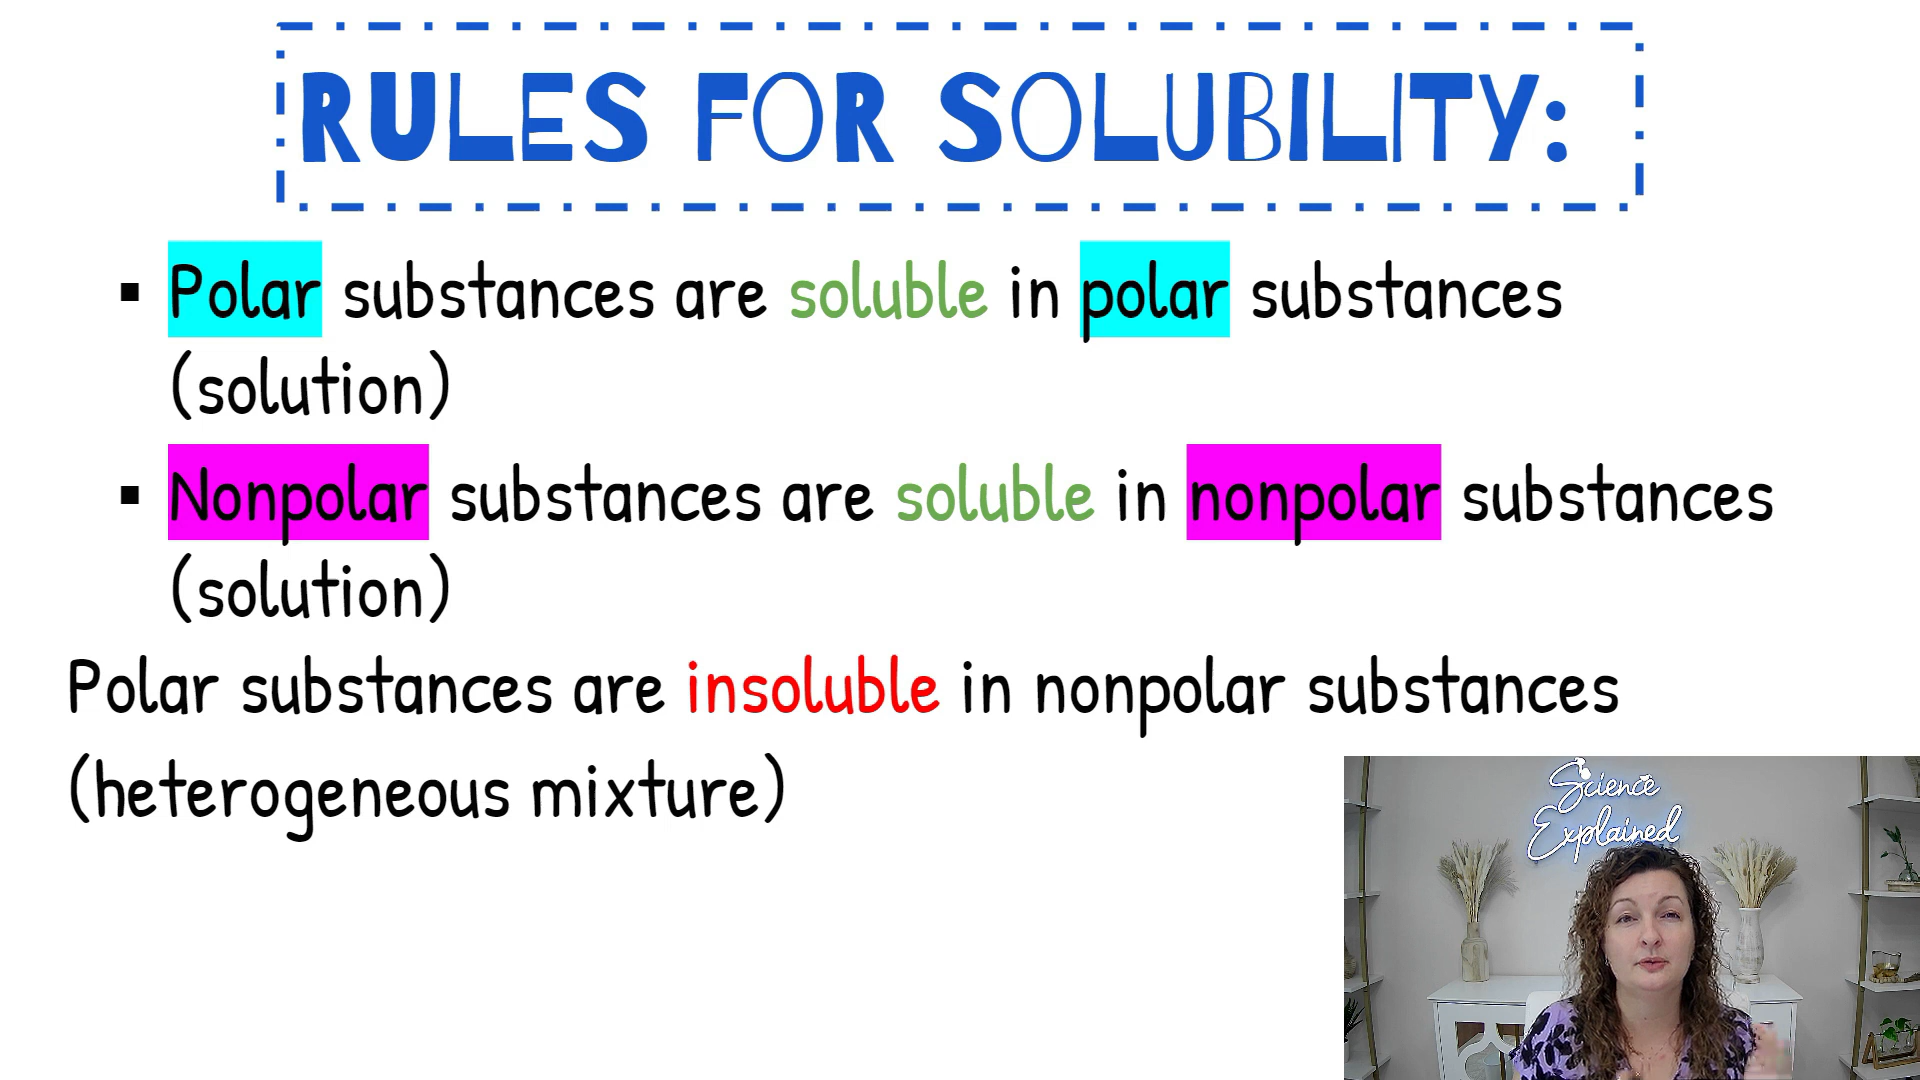 RULES FOR SOLUBILITY:
▪ Polar substances are soluble in polar substances
(solution)
▪ Nonpolar substances are soluble in nonpolar substances
(solution)
Polar substances are insoluble in nonpolar substances
(heterogeneous mixture)
Science
Explained